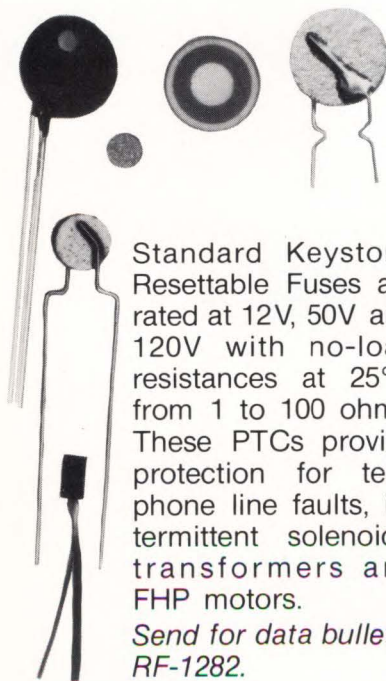 Standard Keysto
Resettable Fuses a
rated at 12V, 50V a
120V with no-loa
resistances at 25°
from 1 to 100 ohm
These PTCs provi
protection for te
phone line faults,
termittent solenoid
transformers an
FHP motors.
Send for data bulle
RF-1282.